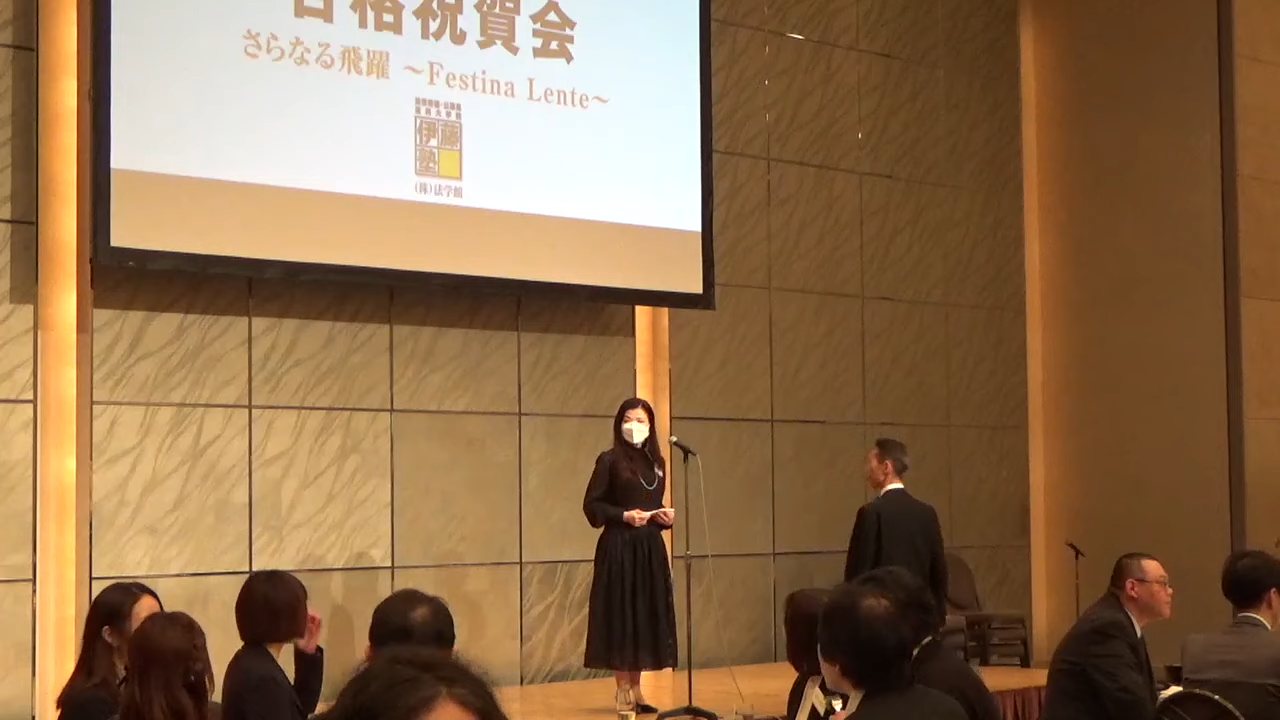 合格祝賀会
さらなる飛躍 ～Festina Lente～
伊藤
塾
(株)法学館